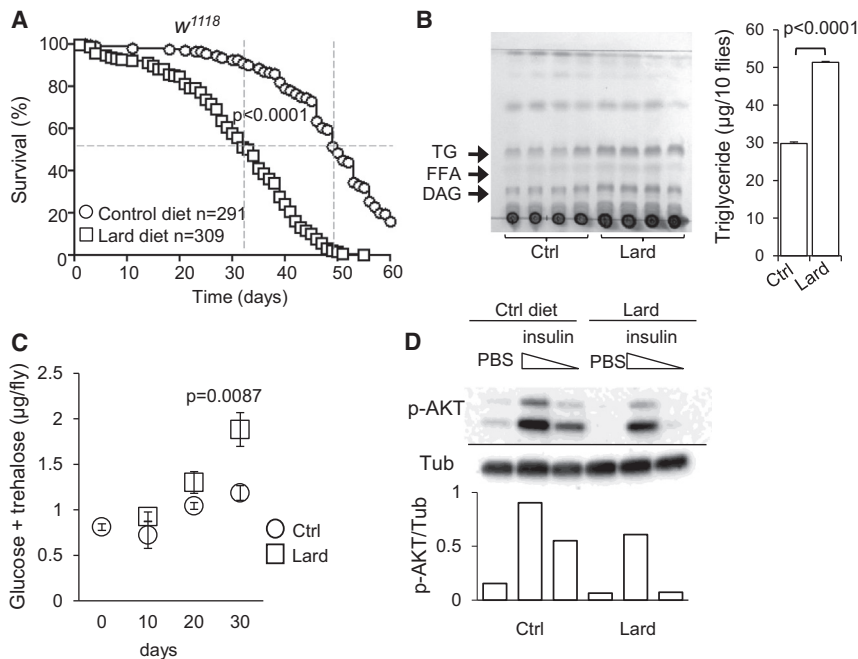 A
w1118
Survival (%)
100
80
60
40
20
0
p<0.0001
Control diet n=291
Lard diet n=309
0 10 20 30 40 50 60
Time (days)
B
TG
FFA
DAG
Ctrl Lard
p<0.0001
Triglyceride (µg/10 flies)
60
50
40
30
20
10
0
Ctrl
Lard
C
Glucose + trehalose (µg/fly)
2.5
2
1.5
1
0.5
0
p=0.0087
Ctrl
Lard
0 10 20 30
days
D
Ctrl diet Lard
insulin insulin
PBS PBS
p-AKT
Tub
p-AKT/Tub
1
0.5
0
Ctrl Lard